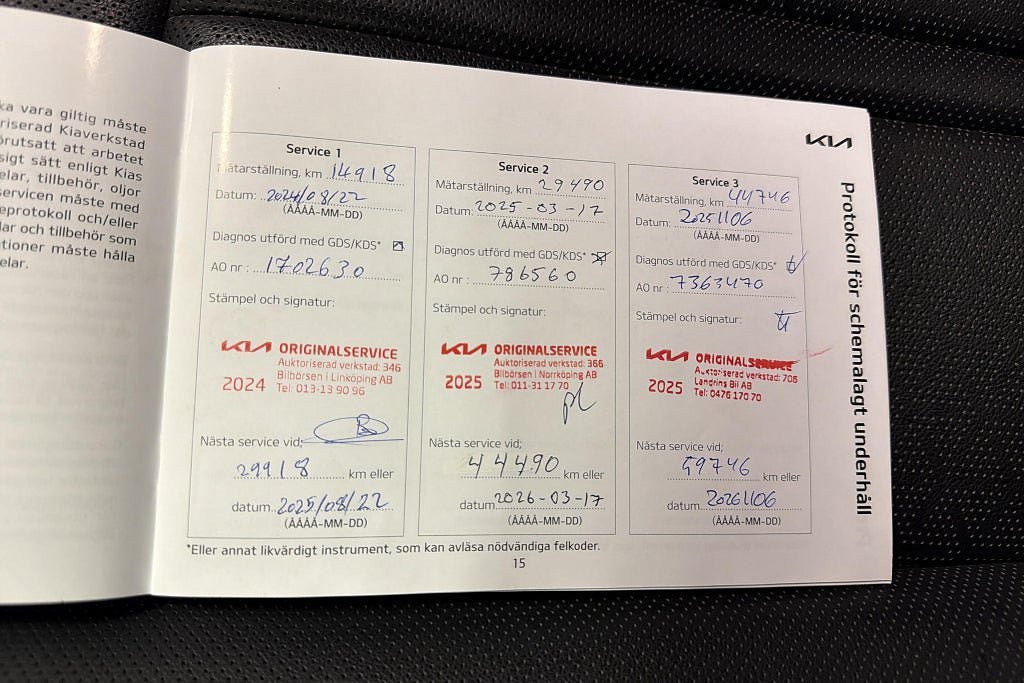 ka vara giltig måste
riserad Kiaverkstad
örutsatt att arbetet
sigt sätt enligt Kias
elar, tillbehör, oljor
servicen måste med
eprotokoll och/eller
lar och tillbehör som
tioner måste hålla
elar.
KIA
Protokoll för schemalagt underhåll
Service 1
Mätarställning, km 14918
Datum: 2024/08/22
(ÅÅÅÅ-MM-DD)
Diagnos utförd med GDS/KDS*
AO nr : 1702630
Stämpel och signatur:
KIA ORIGINALSERVICE
Auktoriserad verkstad: 346
Bilbörsen i Linköping AB
2024 Tel: 013-13 90 96
Nästa service vid;
29918 km eller
datum 2025/08/22
(ÅÅÅÅ-MM-DD)
Service 2
Mätarställning, km 29490
Datum: 2025-03-17
(ÅÅÅÅ-MM-DD)
Diagnos utförd med GDS/KDS*
AO nr : 786560
Stämpel och signatur:
KIA ORIGINALSERVICE
Auktoriserad verkstad: 366
Bilbörsen i Norrköping AB
2025 Tel: 011-31 17 70
Nästa service vid;
44490 km eller
datum 2026-03-17
(ÅÅÅÅ-MM-DD)
Service 3
Mätarställning, km 44746
Datum: 20251106
(ÅÅÅÅ-MM-DD)
Diagnos utförd med GDS/KDS*
AO nr : 7363470
Stämpel och signatur:
KIA ORIGINALSERVICE
Auktoriserad verkstad: 706
Landrins Bil AB
2025 Tel: 0476 170 70
Nästa service vid;
59746 km eller
datum 20261106
(ÅÅÅÅ-MM-DD)
*Eller annat likvärdigt instrument, som kan avläsa nödvändiga felkoder.
15